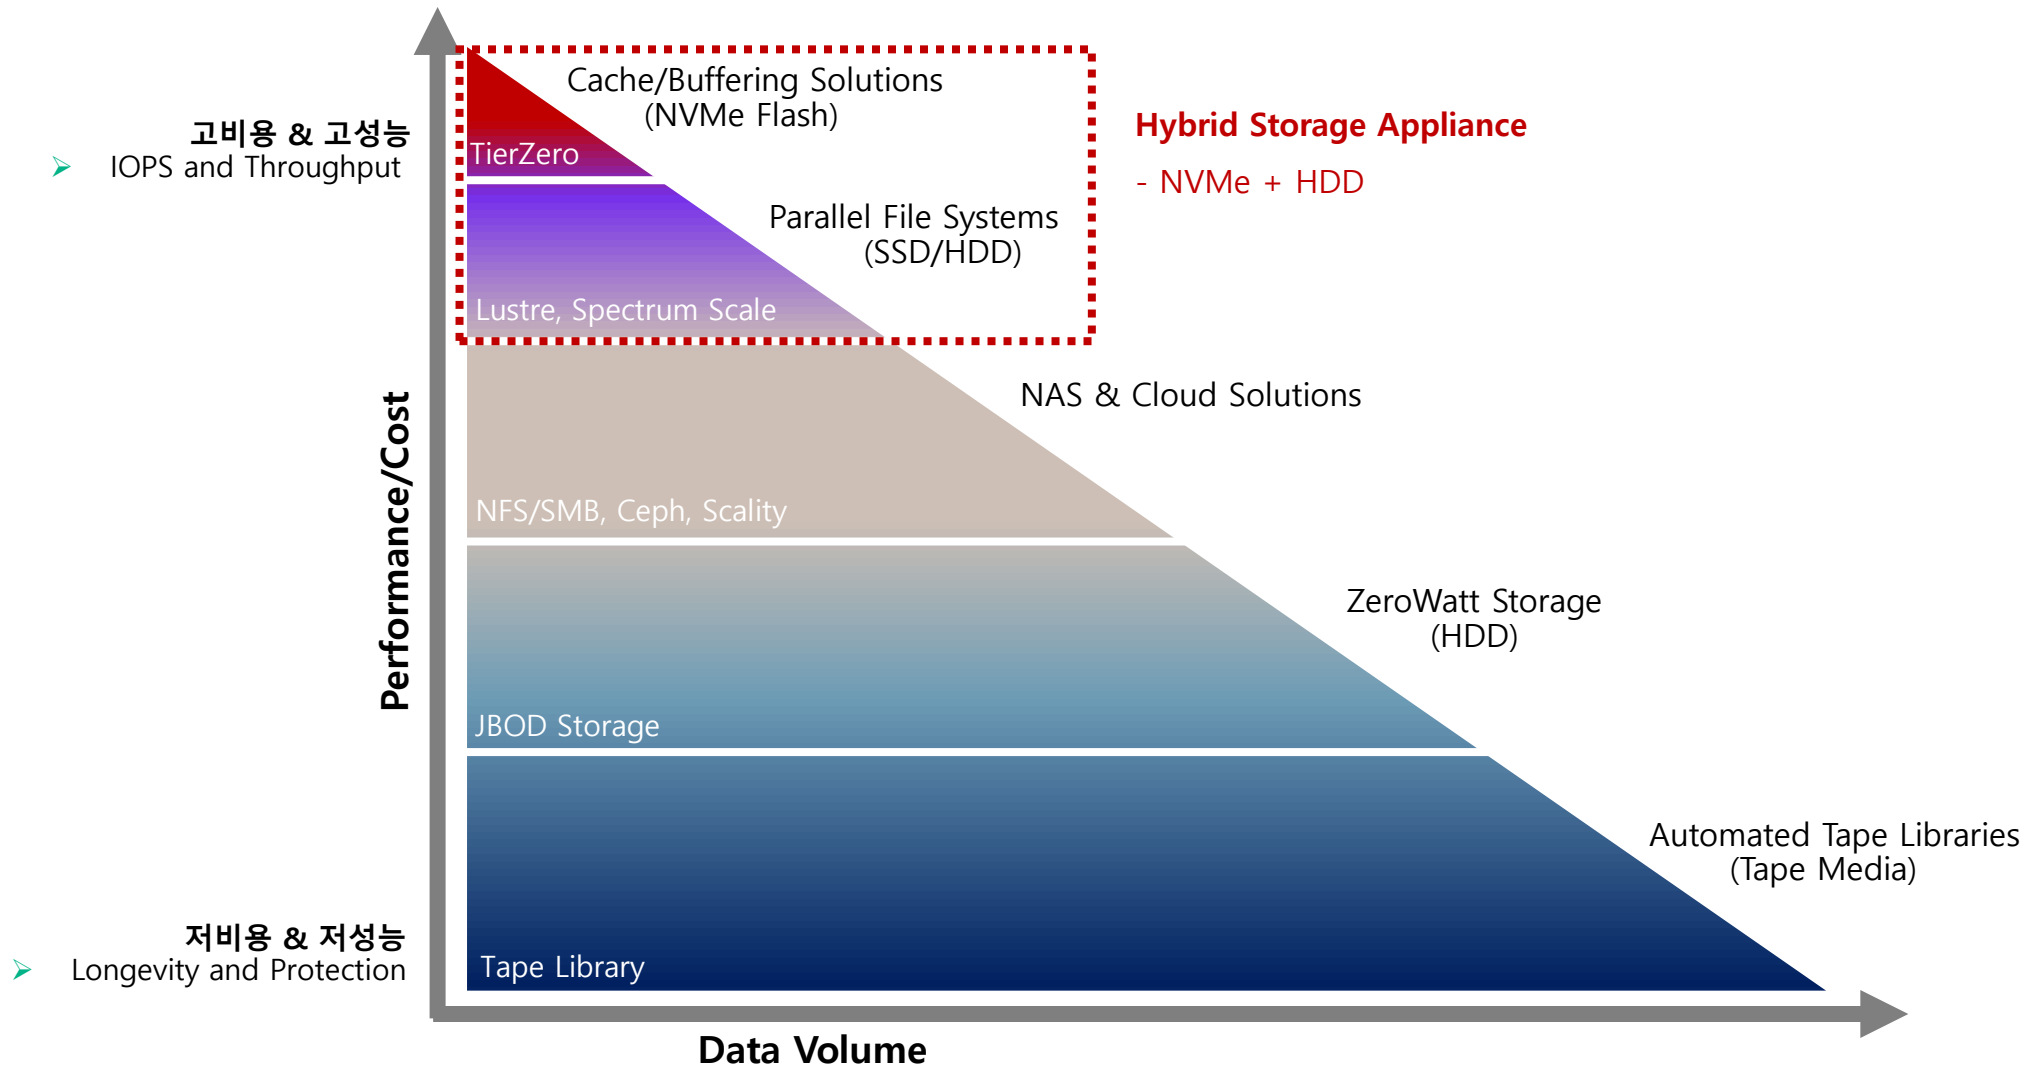 Cache/Buffering Solutions
(NVMe Flash)
고비용 & 고성능
➢ IOPS and Throughput
TierZero
Hybrid Storage Appliance
- NVMe + HDD
Parallel File Systems
(SSD/HDD)
Lustre, Spectrum Scale
NAS & Cloud Solutions
NFS/SMB, Ceph, Scality
Performance/Cost
ZeroWatt Storage
(HDD)
JBOD Storage
Automated Tape Libraries
(Tape Media)
저비용 & 저성능
➢ Longevity and Protection
Tape Library
Data Volume